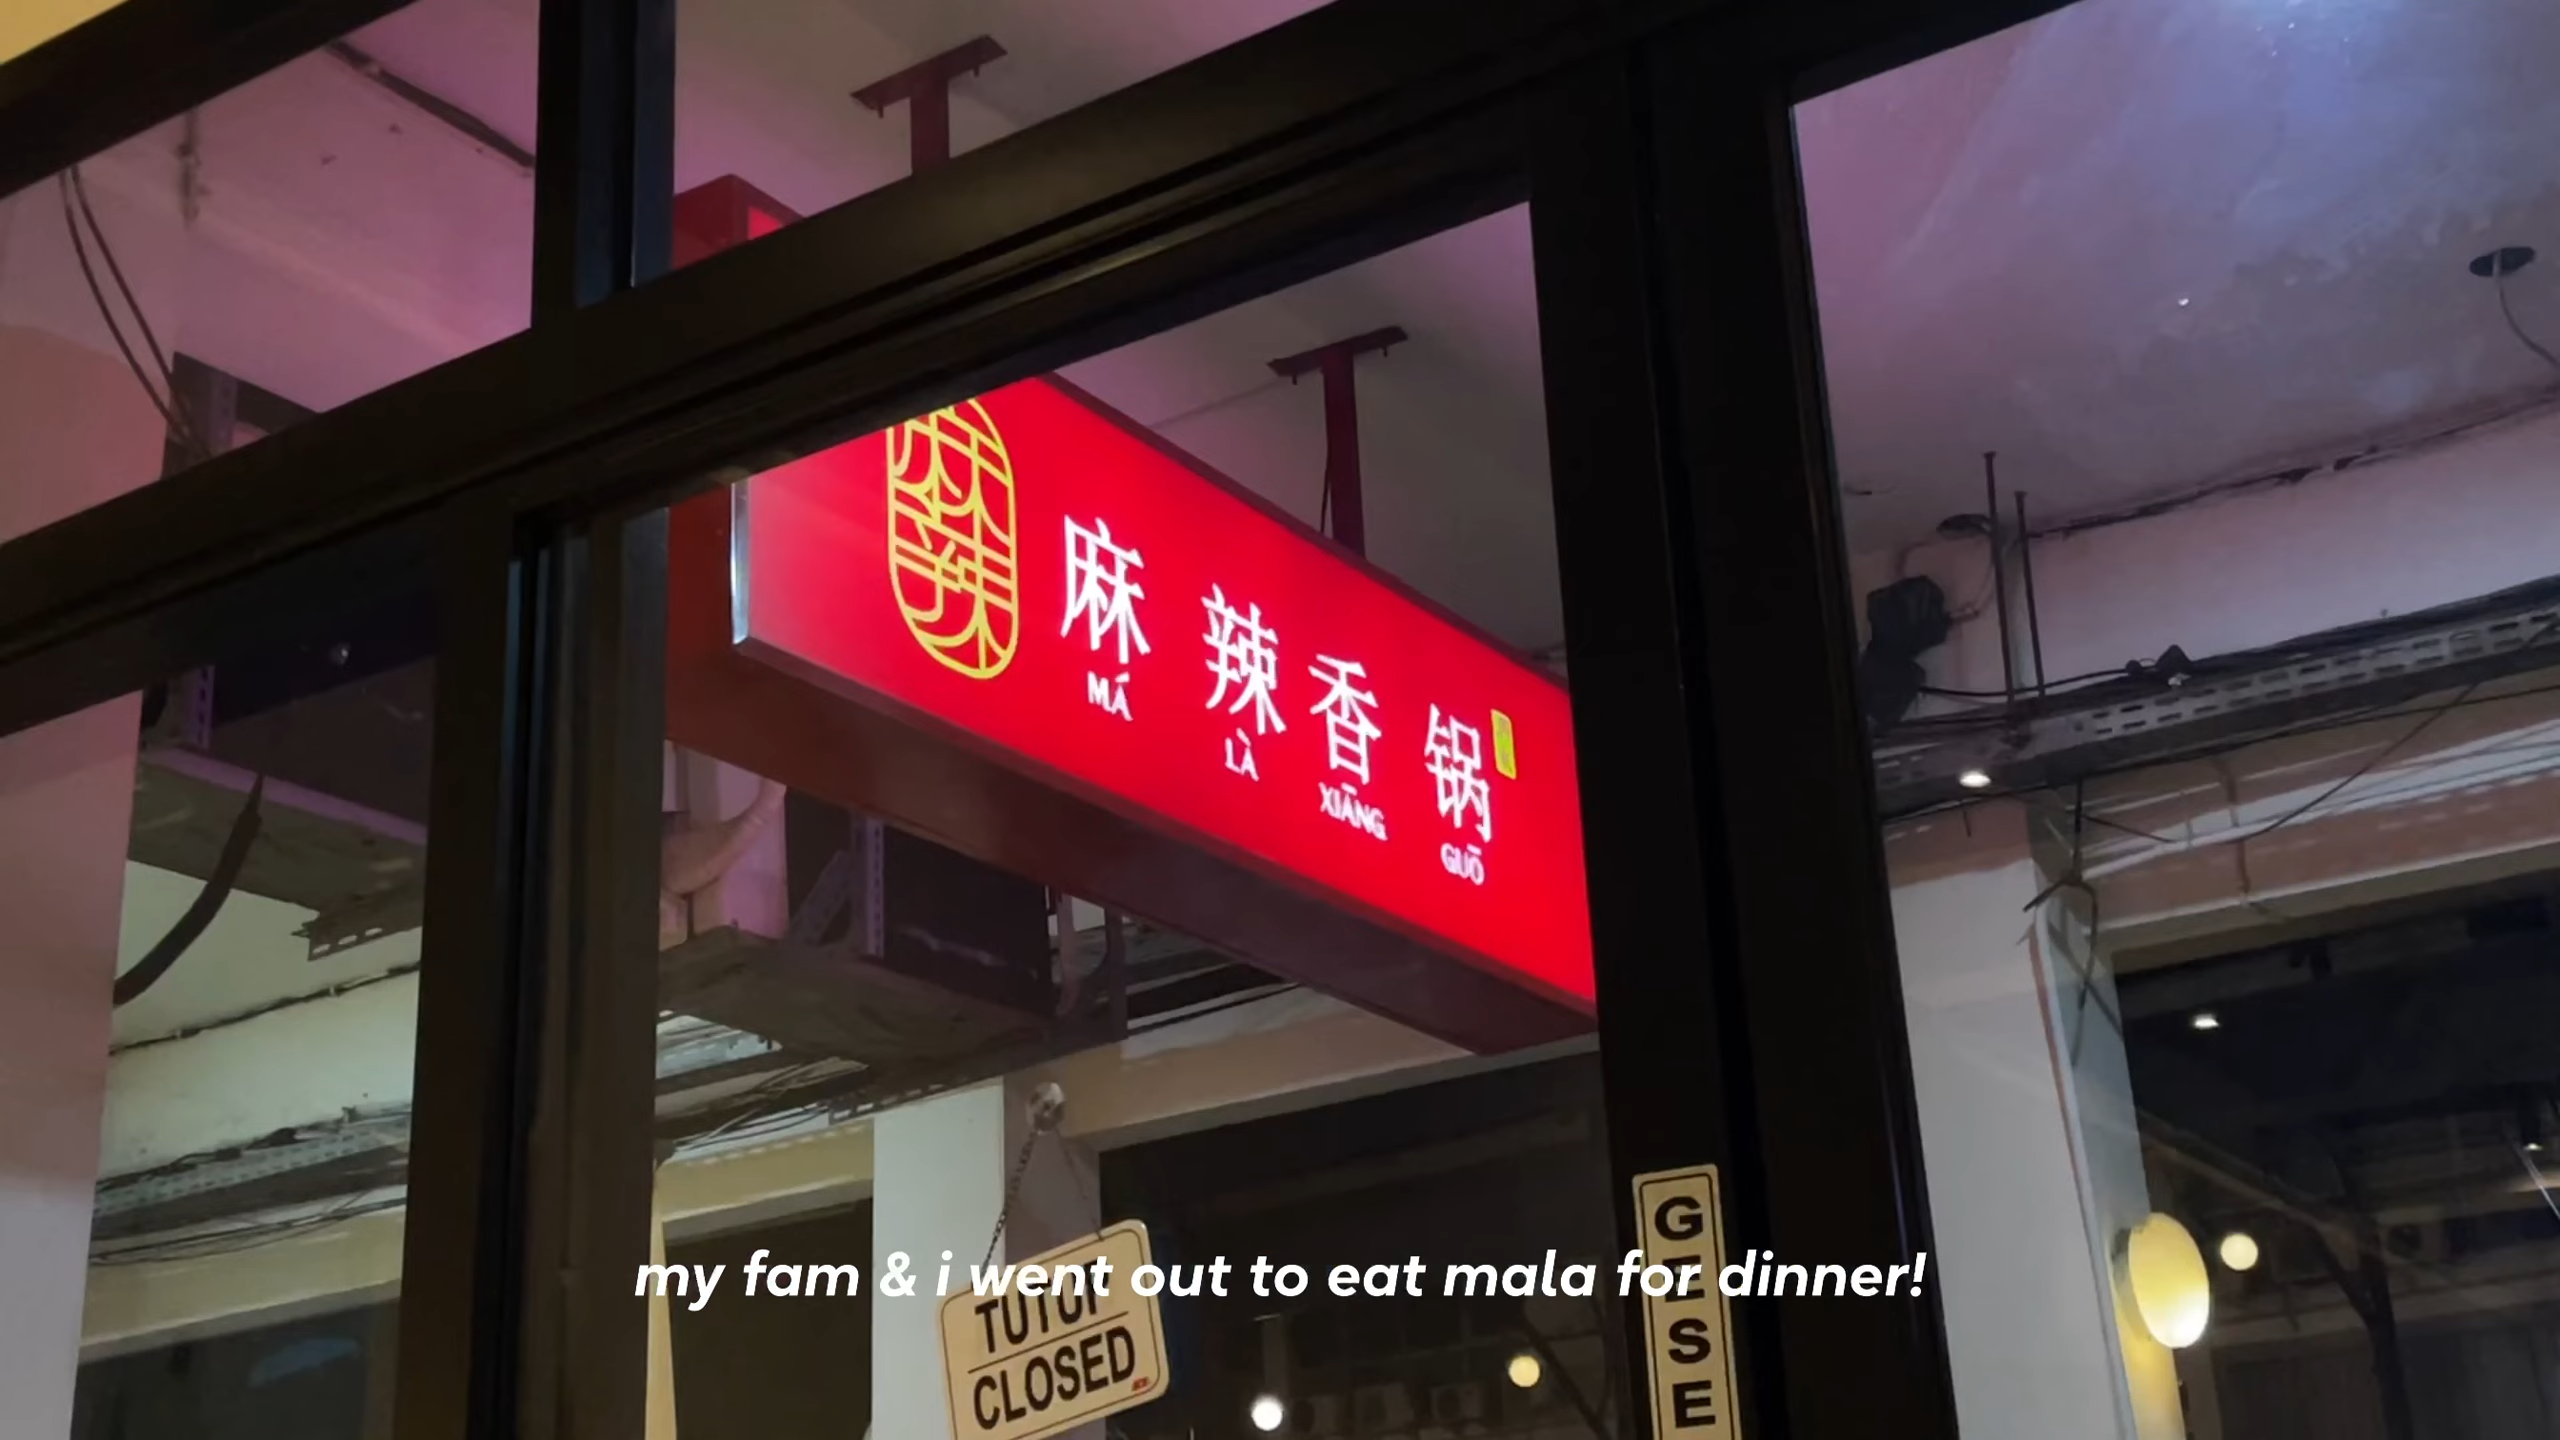 麻辣香锅
MÁ LÀ XIĀNG GUŌ
my fam & i went out to eat mala for dinner!
TUTUP
CLOSED
GESE